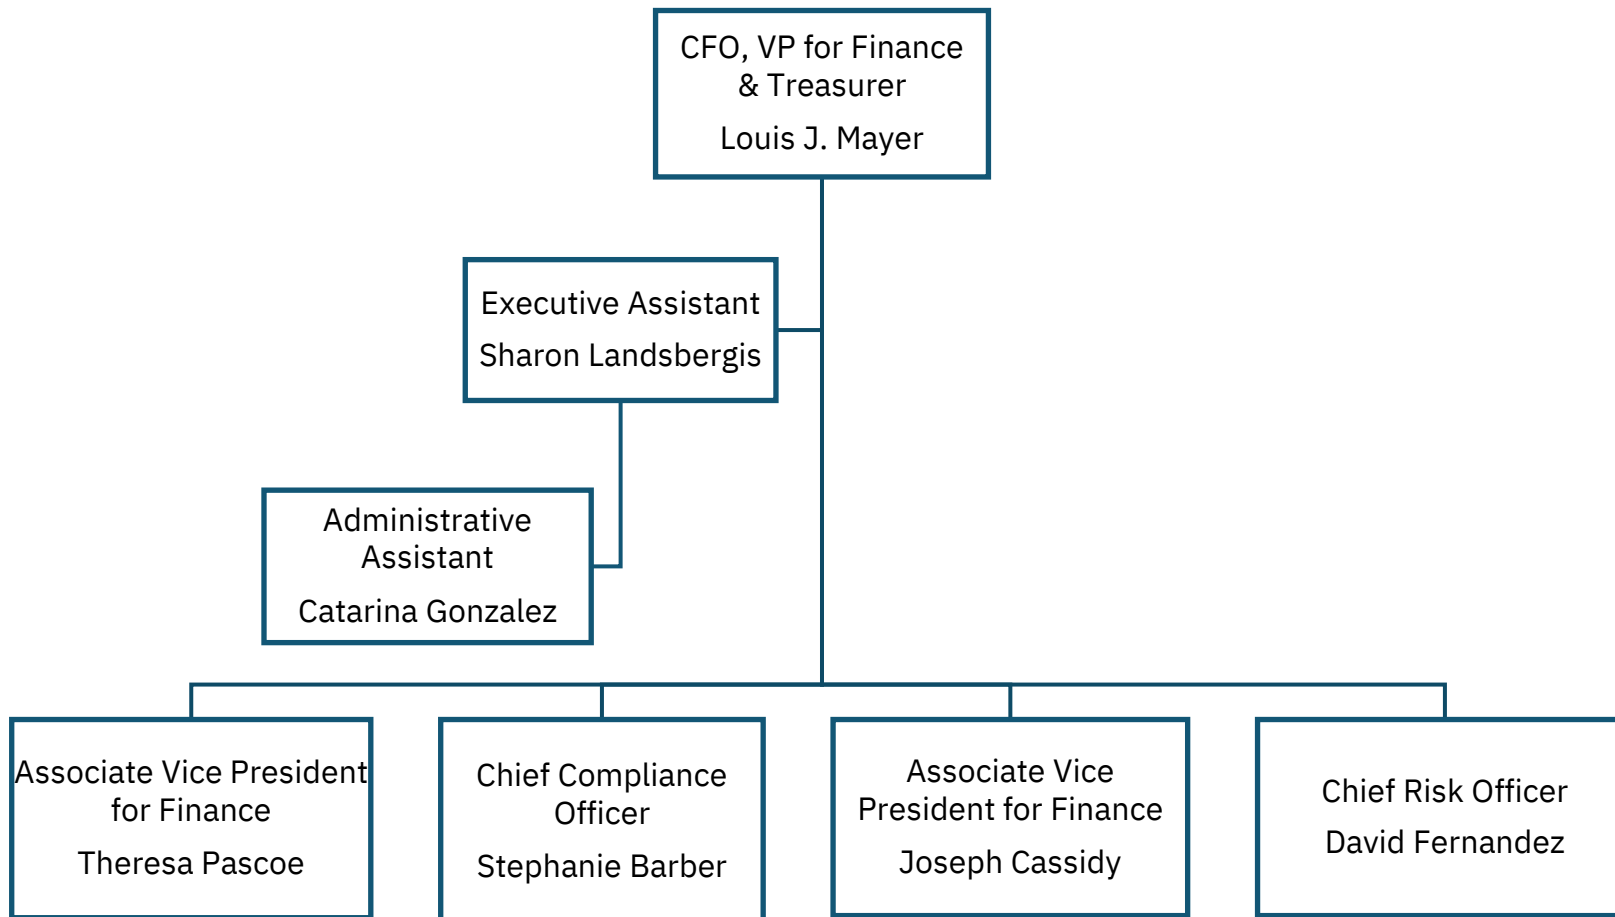 CFO, VP for Finance
& Treasurer
Louis J. Mayer
Executive Assistant
Sharon Landsbergis
Administrative
Assistant
Catarina Gonzalez
Associate Vice President
for Finance
Theresa Pascoe
Chief Compliance
Officer
Stephanie Barber
Associate Vice
President for Finance
Joseph Cassidy
Chief Risk Officer
David Fernandez